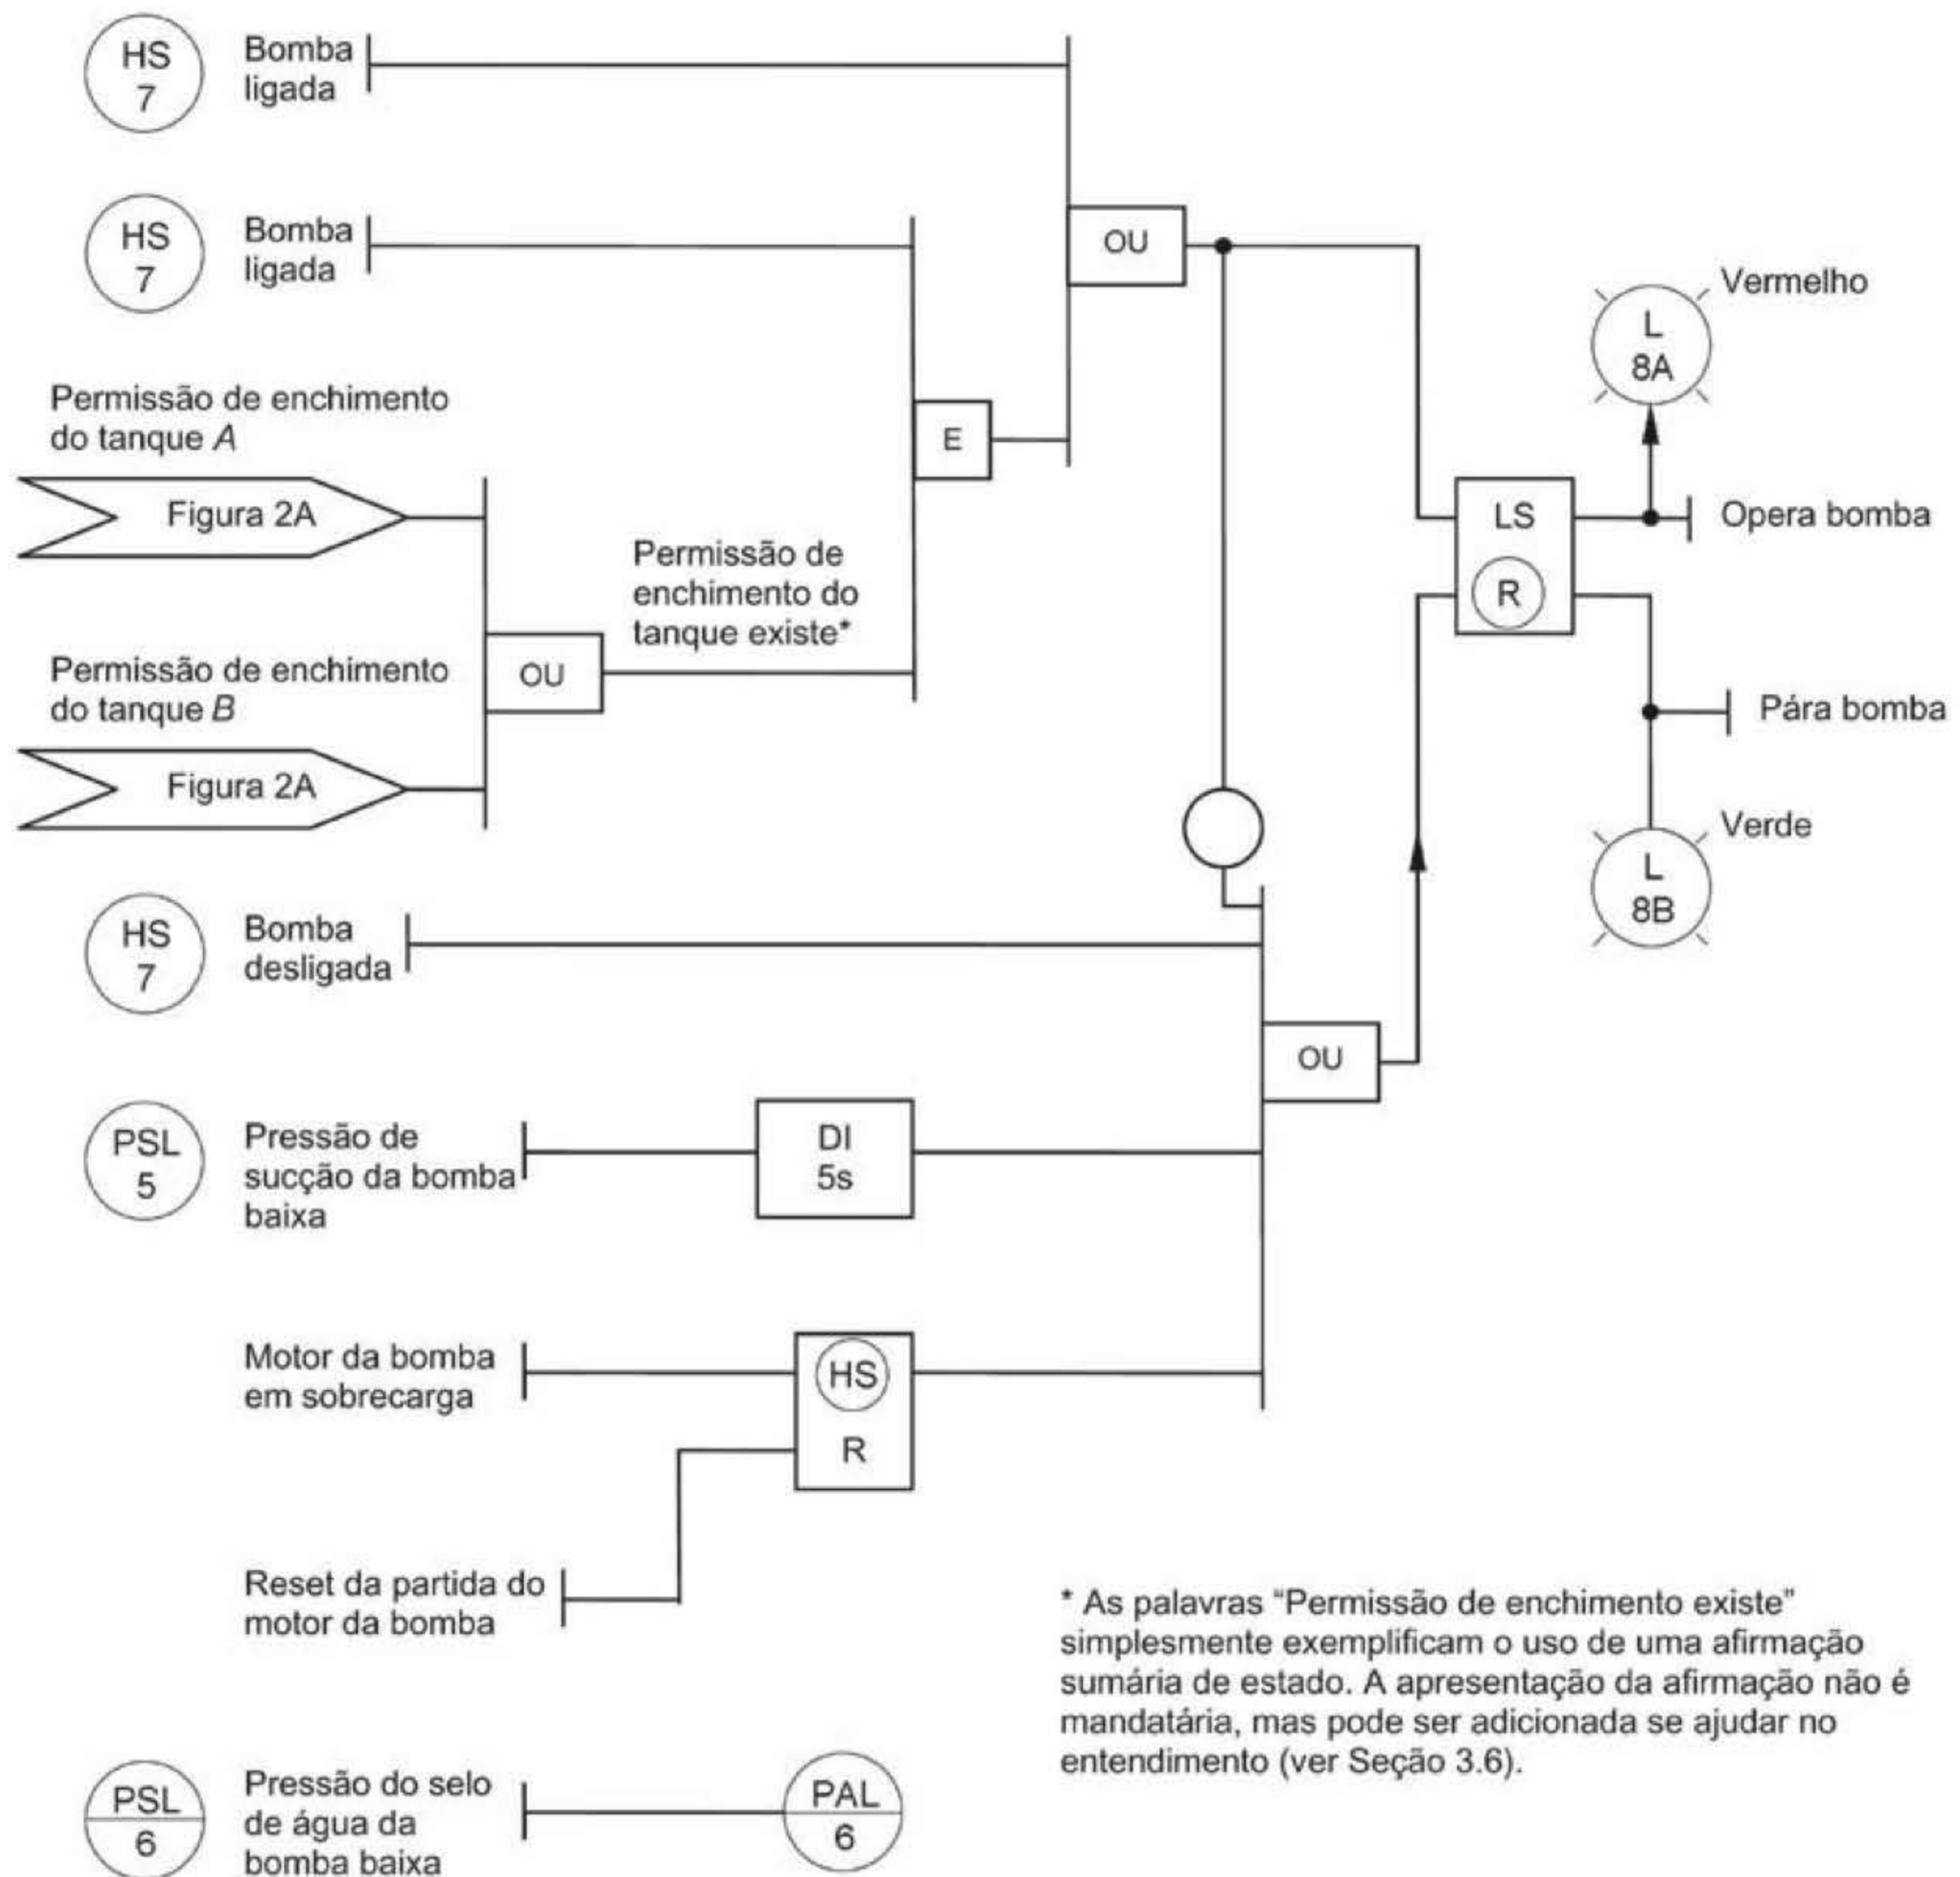 HS
7
Bomba
ligada
HS
7
Bomba
ligada
OU
Vermelho
L
8A
Permissão de enchimento
do tanque A
Figura 2A
E
LS
R
Opera bomba
Permissão de
enchimento do
tanque existe*
Permissão de enchimento
do tanque B
OU
Figura 2A
Pára bomba
Verde
L
8B
HS
7
Bomba
desligada
OU
PSL
5
Pressão de
sucção da bomba
baixa
DI
5s
Motor da bomba
em sobrecarga
HS
R
Reset da partida do
motor da bomba
* As palavras “Permissão de enchimento existe”
simplesmente exemplificam o uso de uma afirmação
sumária de estado. A apresentação da afirmação não é
mandatária, mas pode ser adicionada se ajudar no
entendimento (ver Seção 3.6).
PSL
6
Pressão do selo
de água da
bomba baixa
PAL
6